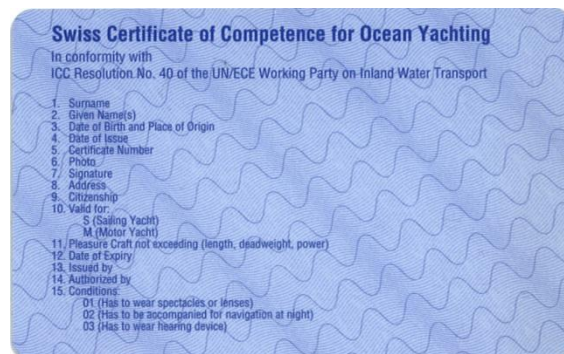 Swiss Certificate of Competence for Ocean Yachting
In conformity with
ICC Resolution No. 40 of the UN/ECE Working Party on Inland Water Transport
1. Surname
2. Given Name(s)
3. Date of Birth and Place of Origin
4. Date of Issue
5. Certificate Number
6. Photo
7. Signature
8. Address
9. Citizenship
10. Valid for:
S (Sailing Yacht)
M (Motor Yacht)
11. Pleasure Craft not exceeding (length, deadweight, power)
12. Date of Expiry
13. Issued by
14. Authorized by
15. Conditions:
01 (Has to wear spectacles or lenses)
02 (Has to be accompanied for navigation at night)
03 (Has to wear hearing device)